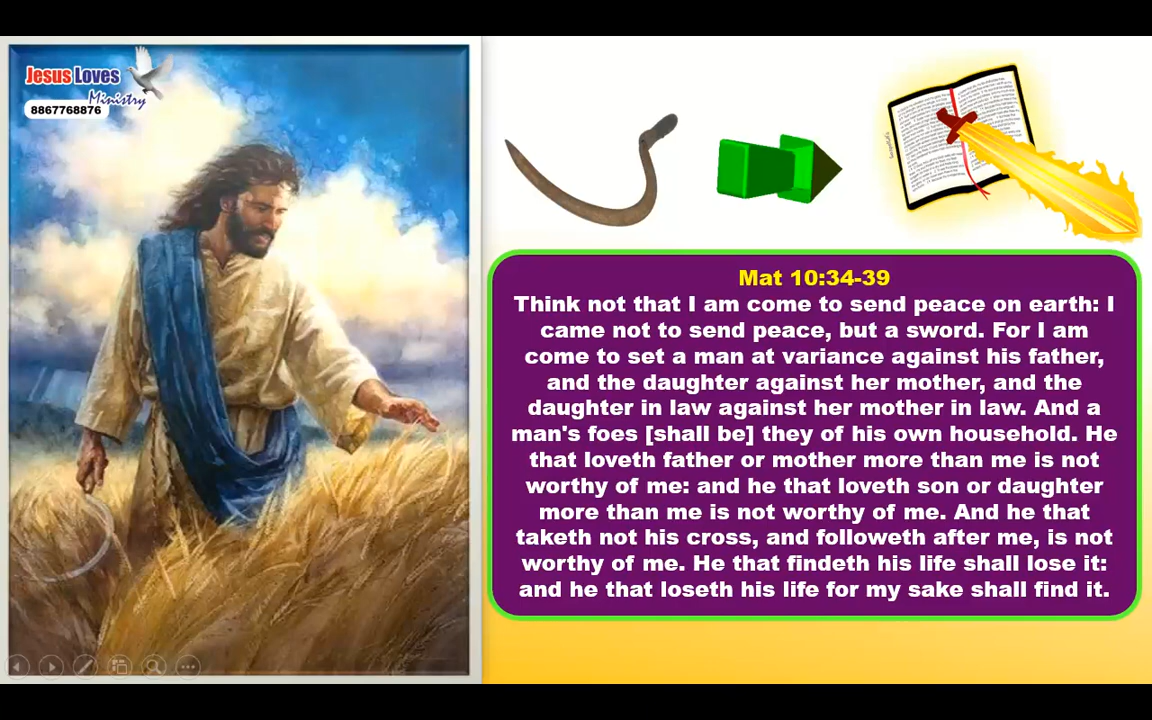 Jesus Loves
Ministry
8867768876
Mat 10:34-39
Think not that I am come to send peace on earth: I
came not to send peace, but a sword. For I am
come to set a man at variance against his father,
and the daughter against her mother, and the
daughter in law against her mother in law. And a
man's foes [shall be] they of his own household. He
that loveth father or mother more than me is not
worthy of me: and he that loveth son or daughter
more than me is not worthy of me. And he that
taketh not his cross, and followeth after me, is not
worthy of me. He that findeth his life shall lose it:
and he that loseth his life for my sake shall find it.